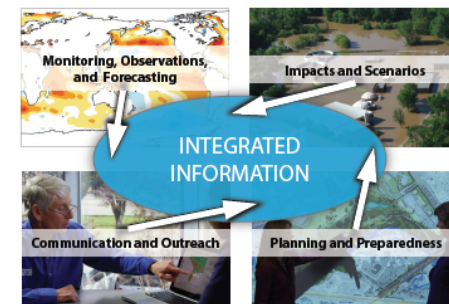 Monitoring, Observations,
and Forecasting
Impacts and Scenarios
INTEGRATED
INFORMATION
Communication and Outreach
Planning and Preparedness